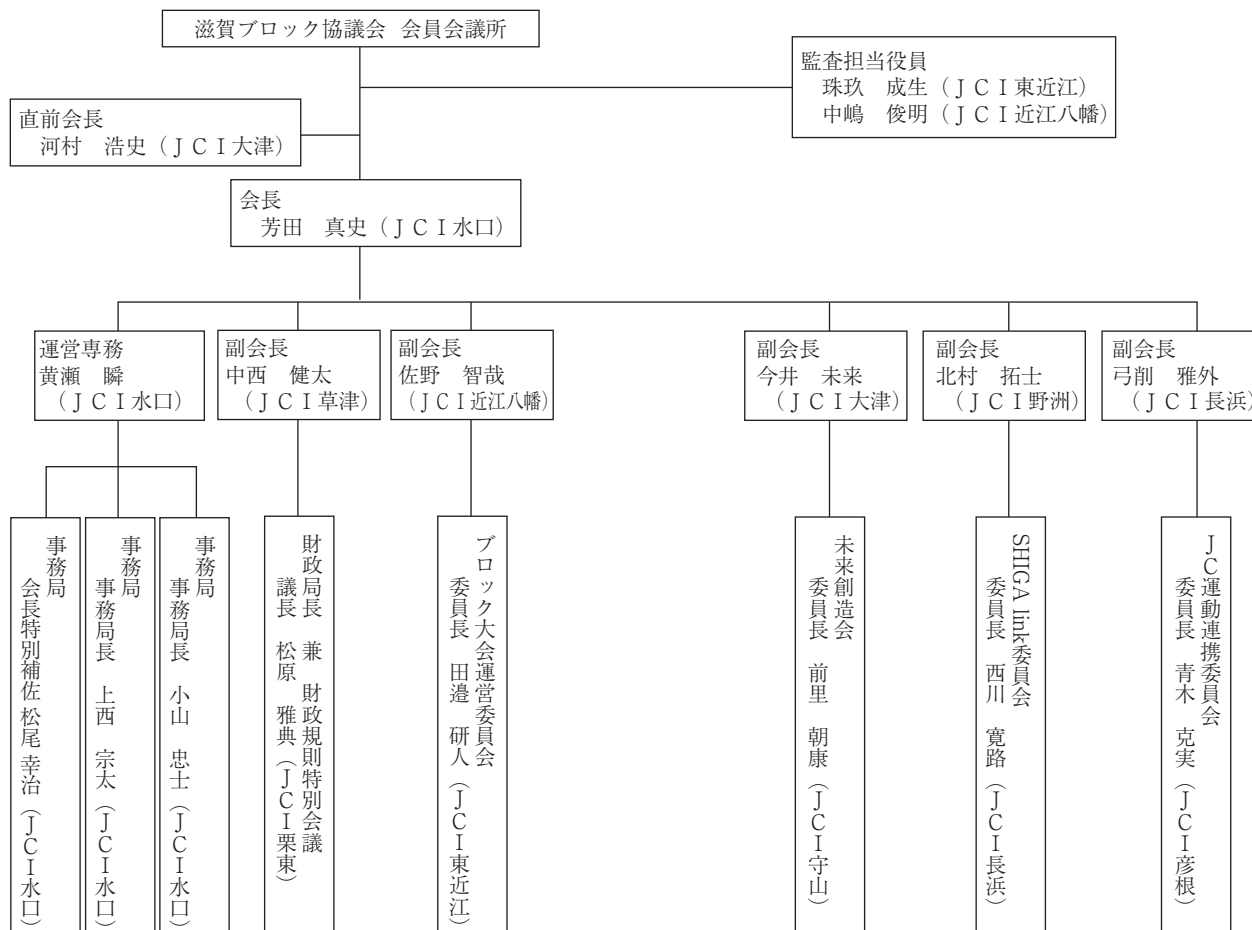 滋賀ブロック協議会 会員会議所
監査担当役員
珠玖 成生(ＪＣＩ東近江)
中嶋 俊明(ＪＣＩ近江八幡)
直前会長
河村 浩史(ＪＣＩ大津)
会長
芳田 真史(ＪＣＩ水口)
運営専務
黄瀬 瞬
(ＪＣＩ水口)
副会長
中西 健太
(ＪＣＩ草津)
副会長
佐野 智哉
(ＪＣＩ近江八幡)
副会長
今井 未来
(ＪＣＩ大津)
副会長
北村 拓士
(ＪＣＩ野洲)
副会長
弓削 雅外
(ＪＣＩ長浜)
事務局
会長特別補佐 松尾 幸治(ＪＣＩ水口)
事務局
事務局長 上西 宗太(ＪＣＩ水口)
事務局
事務局長 小山 忠士(ＪＣＩ水口)
財政局長 兼 財政規則特別会議
議長 松原 雅典(ＪＣＩ栗東)
ブロック大会運営委員会
委員長 田邉 研人(ＪＣＩ東近江)
未来創造会
委員長 前里 朝康(ＪＣＩ守山)
SHIGA link委員会
委員長 西川 寛路(ＪＣＩ長浜)
ＪＣ運動連携委員会
委員長 青木 克実(ＪＣＩ彦根)